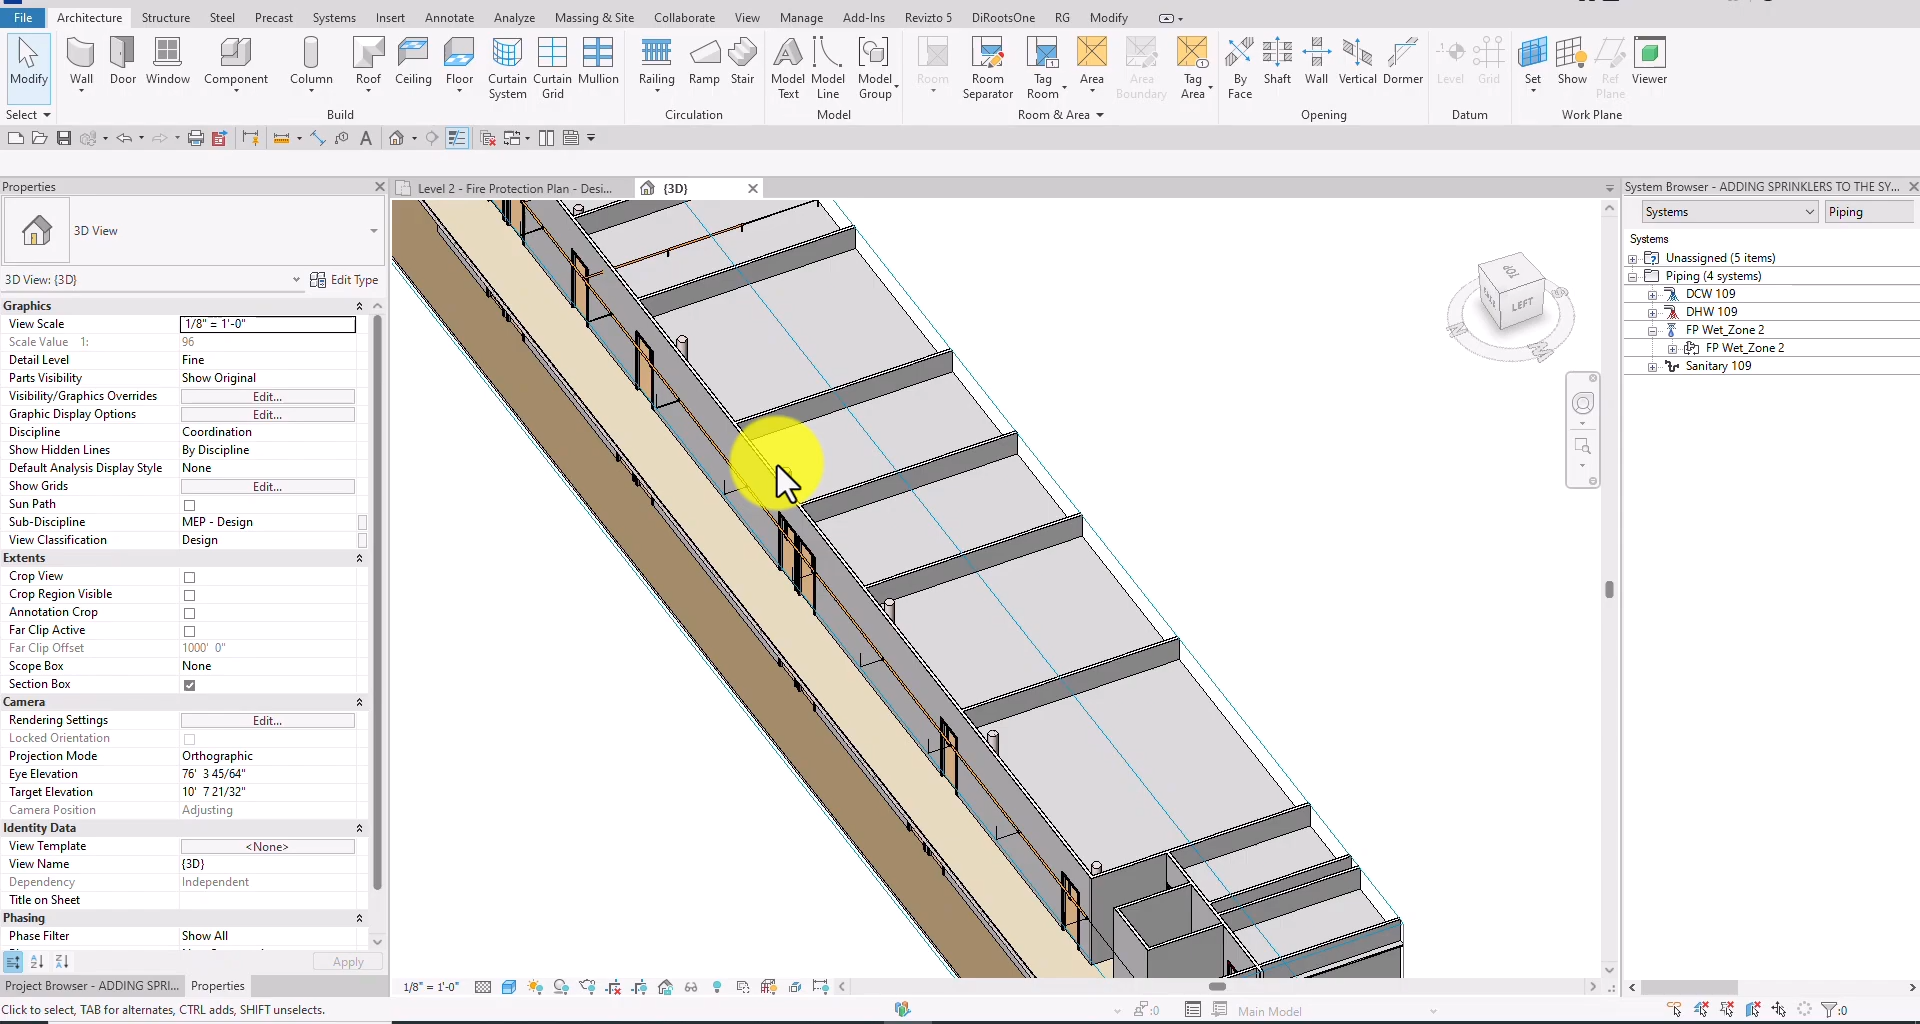 File Architecture Structure Steel Precast Systems Insert Annotate Analyze Massing & Site Collaborate View Manage Add-Ins Revizto 5 DiRootsOne RG Modify
Modify Wall Door Window Component Column Roof Ceiling Floor Curtain System Curtain Grid Mullion Railing Ramp Stair Model Text Model Line Model Group Room Room Separator Tag Room Area Area Boundary Tag Area By Face Shaft Wall Vertical Dormer Level Grid Set Show Ref Plane Viewer
Select Build Circulation Model Room & Area Opening Datum Work Plane
Properties
Level 2 - Fire Protection Plan - Desi...
{3D}
System Browser - ADDING SPRINKLERS TO THE SY...
3D View
Systems Piping
3D View: {3D} Edit Type
Systems
Unassigned (5 items)
Piping (4 systems)
DCW 109
DHW 109
FP Wet_Zone 2
FP Wet_Zone 2
Sanitary 109
Graphics
View Scale 1/8" = 1'-0"
Scale Value 1: 96
Detail Level Fine
Parts Visibility Show Original
Visibility/Graphics Overrides Edit...
Graphic Display Options Edit...
Discipline Coordination
Show Hidden Lines By Discipline
Default Analysis Display Style None
Show Grids Edit...
Sun Path
Sub-Discipline MEP - Design
View Classification Design
Extents
Crop View
Crop Region Visible
Annotation Crop
Far Clip Active
Far Clip Offset 1000' 0"
Scope Box None
Section Box
Camera
Rendering Settings Edit...
Locked Orientation
Projection Mode Orthographic
Eye Elevation 76' 3 45/64"
Target Elevation 10' 7 21/32"
Camera Position Adjusting
Identity Data
View Template <None>
View Name {3D}
Dependency Independent
Title on Sheet
Phasing
Phase Filter Show All
Apply
TOP
LEFT
Project Browser - ADDING SPRI... Properties
1/8" = 1'-0"
Click to select, TAB for alternates, CTRL adds, SHIFT unselects.
:0
Main Model
:0